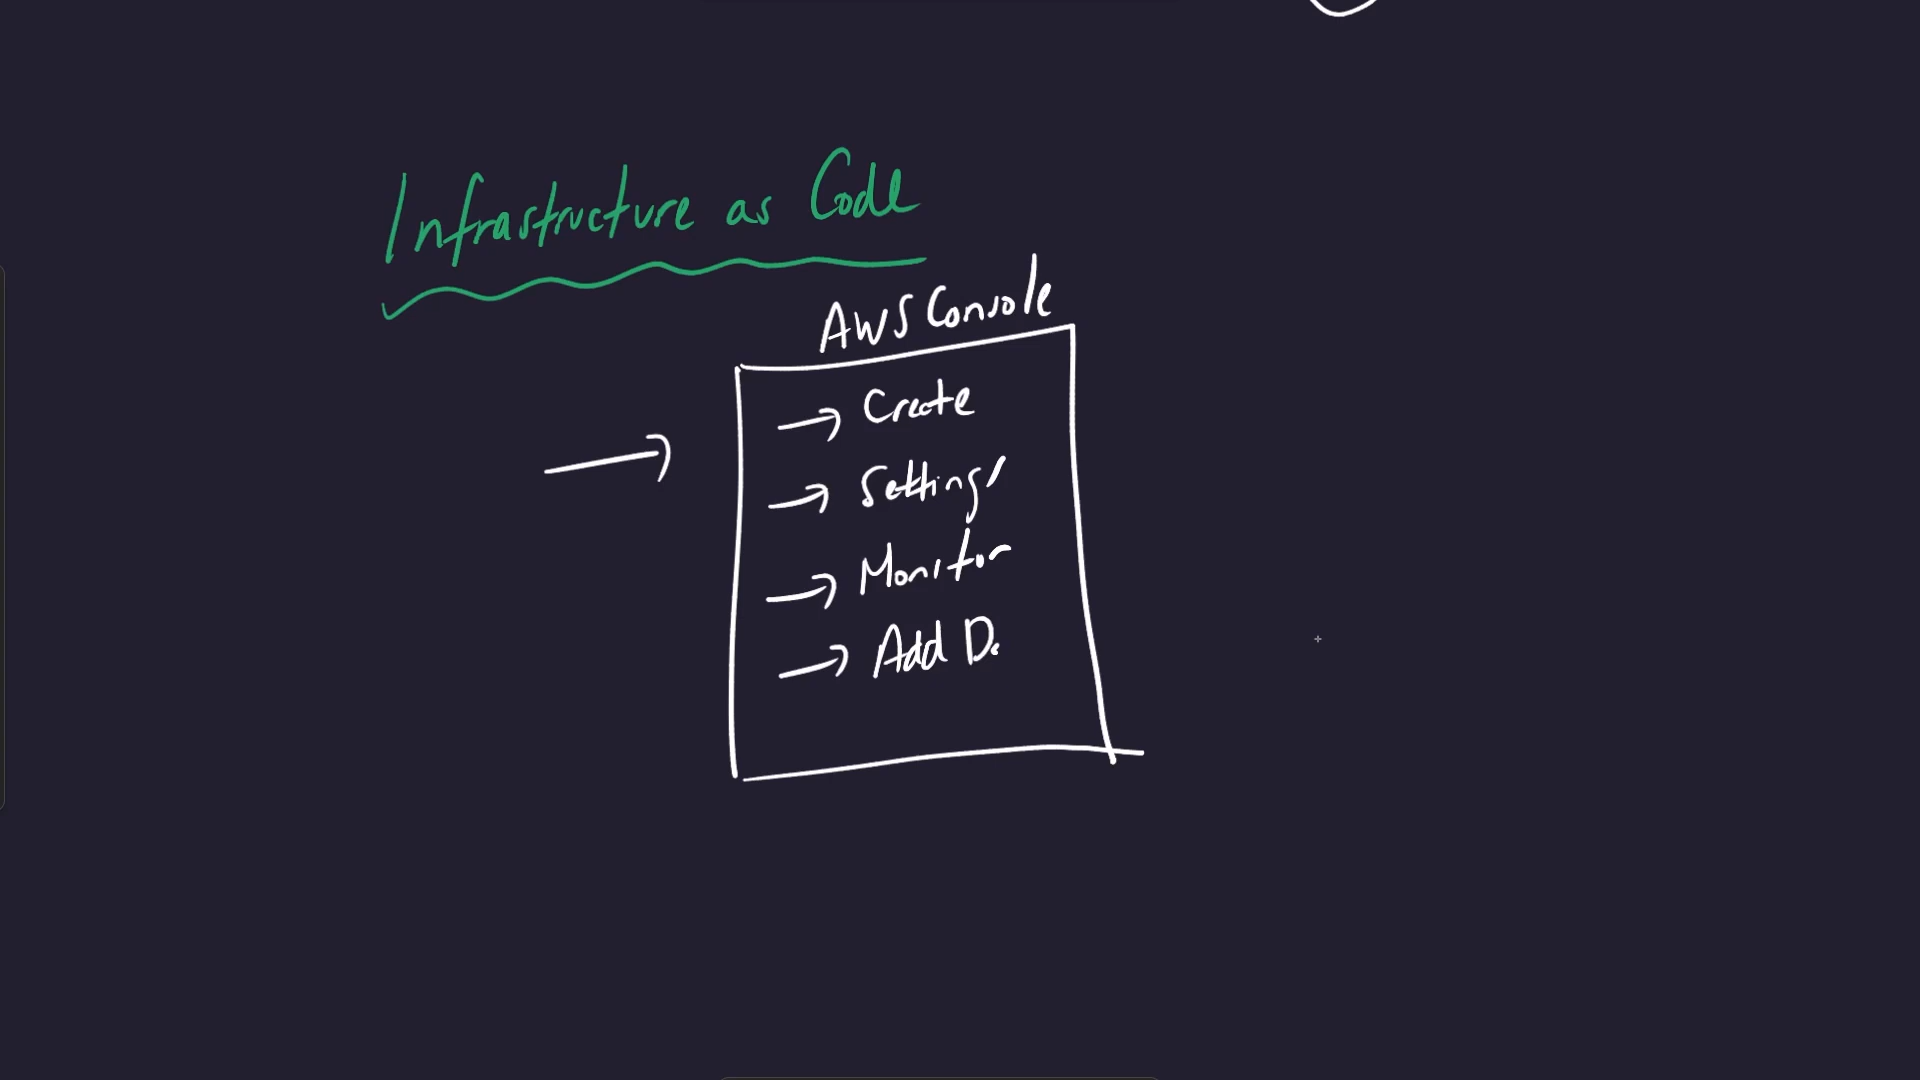 Infrastructure as Code
AWS Console
→ Create
→ Settings
→ Monitor
→ Add D.